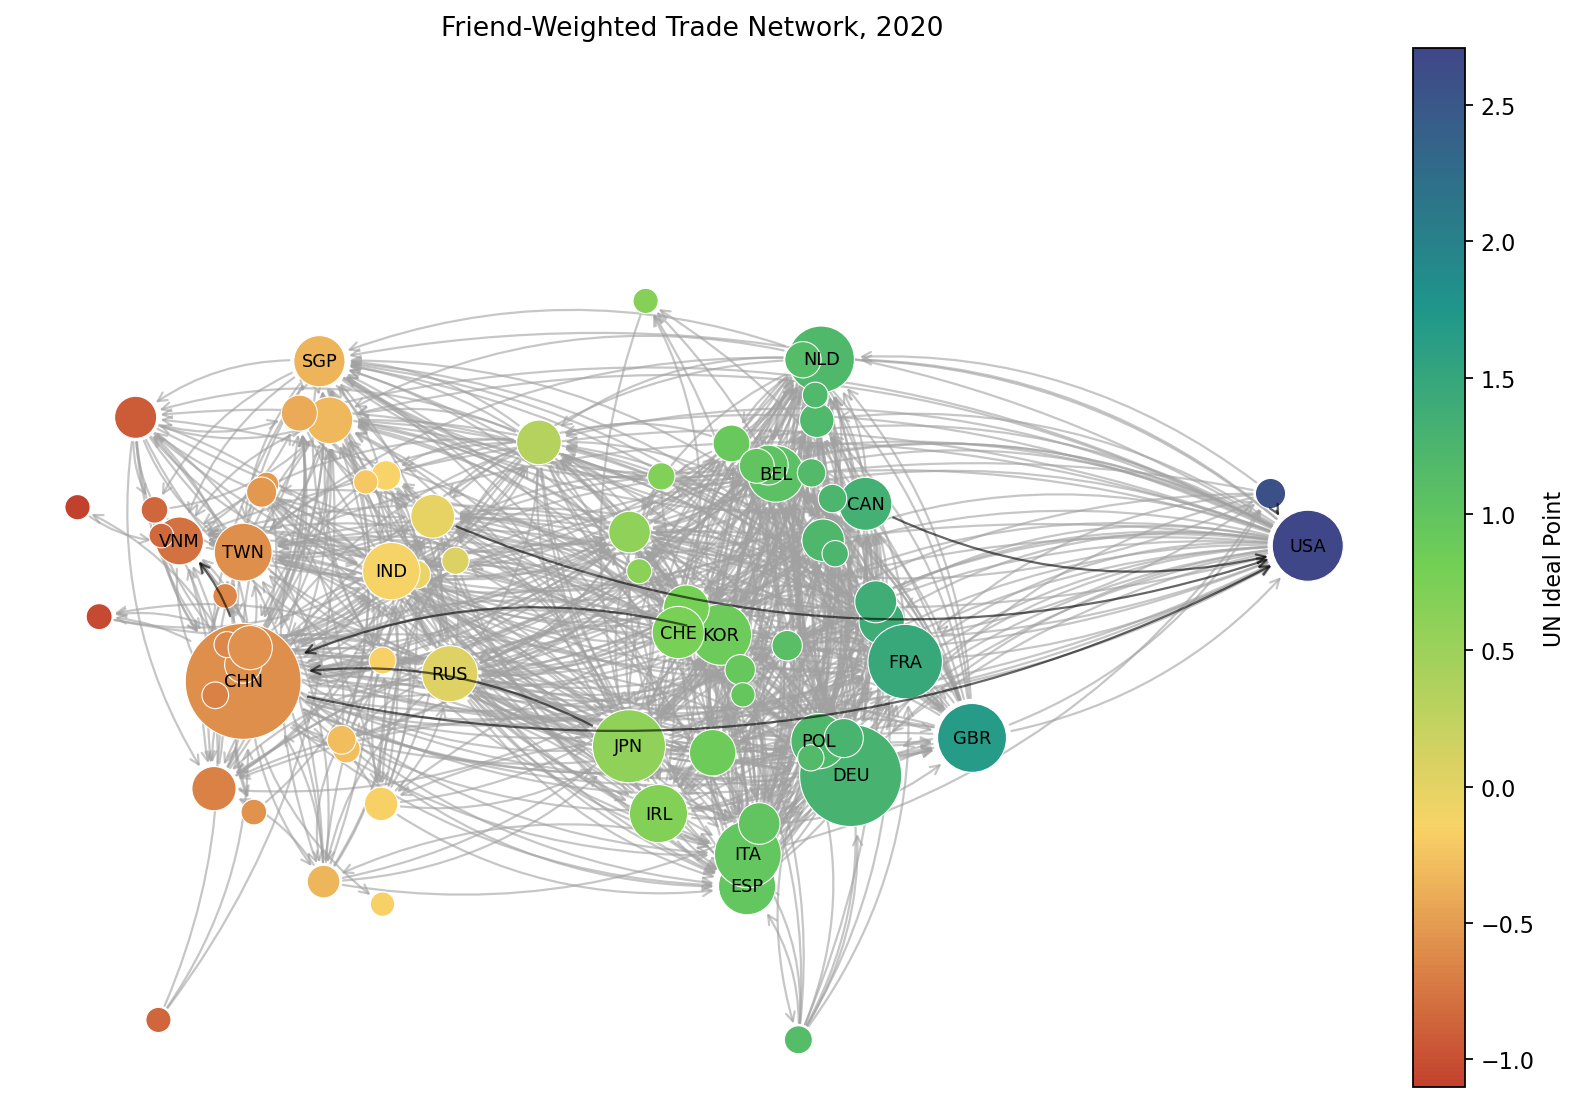 Friend-Weighted Trade Network, 2020
SGP
NLD
BEL
CAN
VNM
TWN
IND
USA
CHE
KOR
FRA
CHN
RUS
JPN
POL
GBR
DEU
IRL
ITA
ESP
2.5
2.0
1.5
1.0
0.5
0.0
−0.5
−1.0
UN Ideal Point